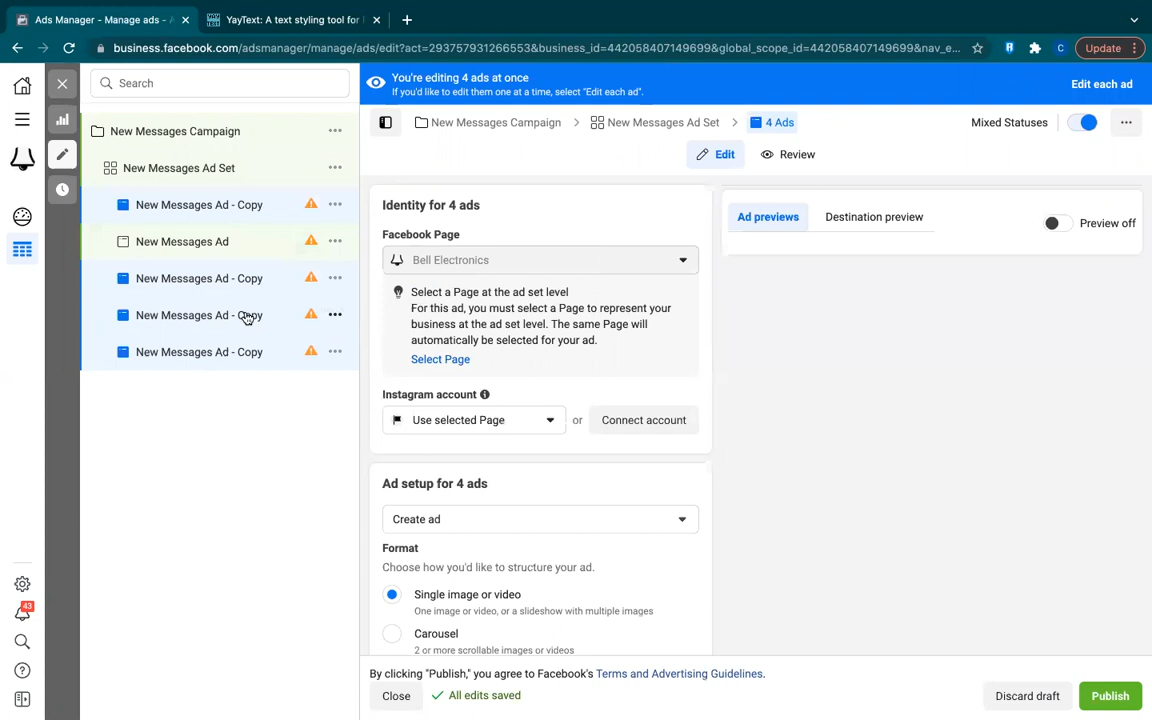 Ads Manager - Manage ads - A
YayText: A text styling tool for
business.facebook.com/adsmanager/manage/ads/edit?act=293757931266553&business_id=442058407149699&global_scope_id=442058407149699&nav_e...
C
Update
Search
You're editing 4 ads at once
If you'd like to edit them one at a time, select "Edit each ad".
Edit each ad
New Messages Campaign
New Messages Ad Set
New Messages Ad - Copy
New Messages Ad
New Messages Ad - Copy
New Messages Ad - Copy
New Messages Ad - Copy
New Messages Campaign > New Messages Ad Set > 4 Ads
Mixed Statuses
Edit
Review
Identity for 4 ads
Facebook Page
Bell Electronics
Select a Page at the ad set level
For this ad, you must select a Page to represent your
business at the ad set level. The same Page will
automatically be selected for your ad.
Select Page
Instagram account
Use selected Page
or
Connect account
Ad setup for 4 ads
Create ad
Format
Choose how you'd like to structure your ad.
Single image or video
One image or video, or a slideshow with multiple images
Carousel
2 or more scrollable images or videos
Ad previews
Destination preview
Preview off
43
By clicking "Publish," you agree to Facebook's Terms and Advertising Guidelines.
Close
All edits saved
Discard draft
Publish